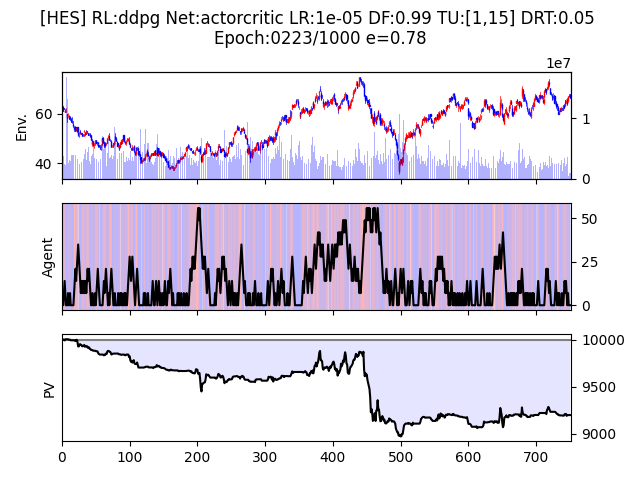 [HES] RL:ddpg Net:actorcritic LR:1e-05 DF:0.99 TU:[1,15] DRT:0.05
Epoch:0223/1000 e=0.78
1e7
Env.
60
40
1
0
Agent
50
25
0
PV
10000
9500
9000
0 100 200 300 400 500 600 700